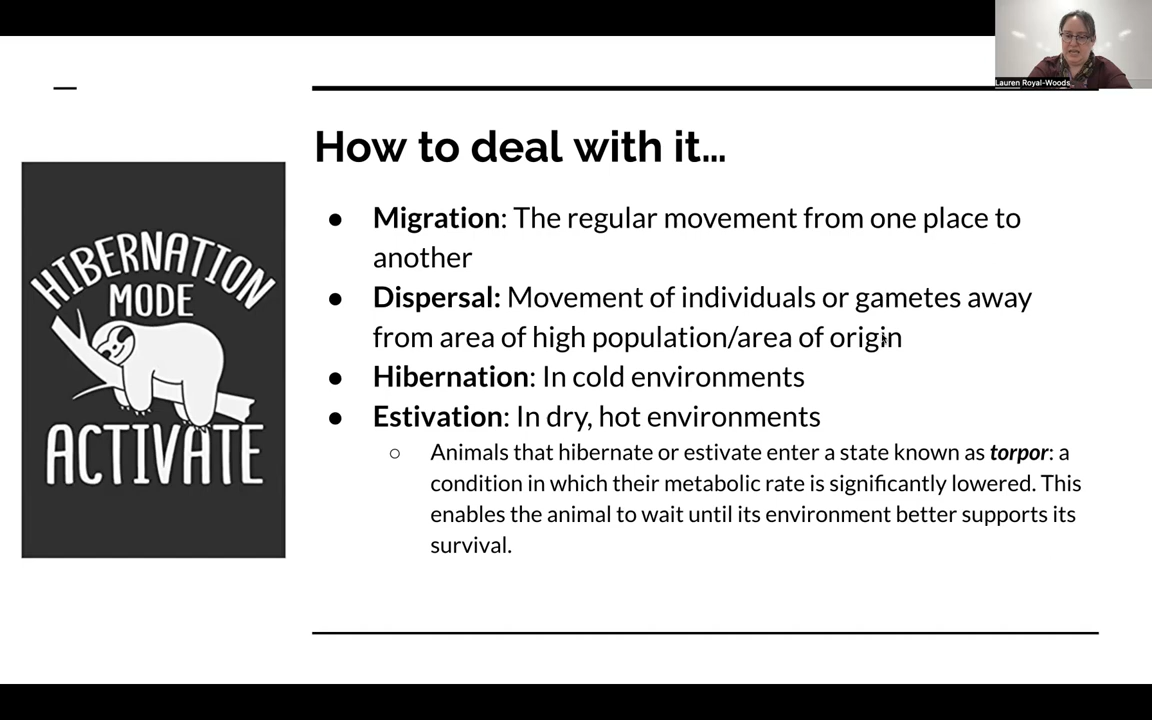 Lauren Royal-Woods
How to deal with it...
HIBERNATION
MODE
ACTIVATE
● Migration: The regular movement from one place to
another
● Dispersal: Movement of individuals or gametes away
from area of high population/area of origin
● Hibernation: In cold environments
● Estivation: In dry, hot environments
○ Animals that hibernate or estivate enter a state known as torpor: a
condition in which their metabolic rate is significantly lowered. This
enables the animal to wait until its environment better supports its
survival.